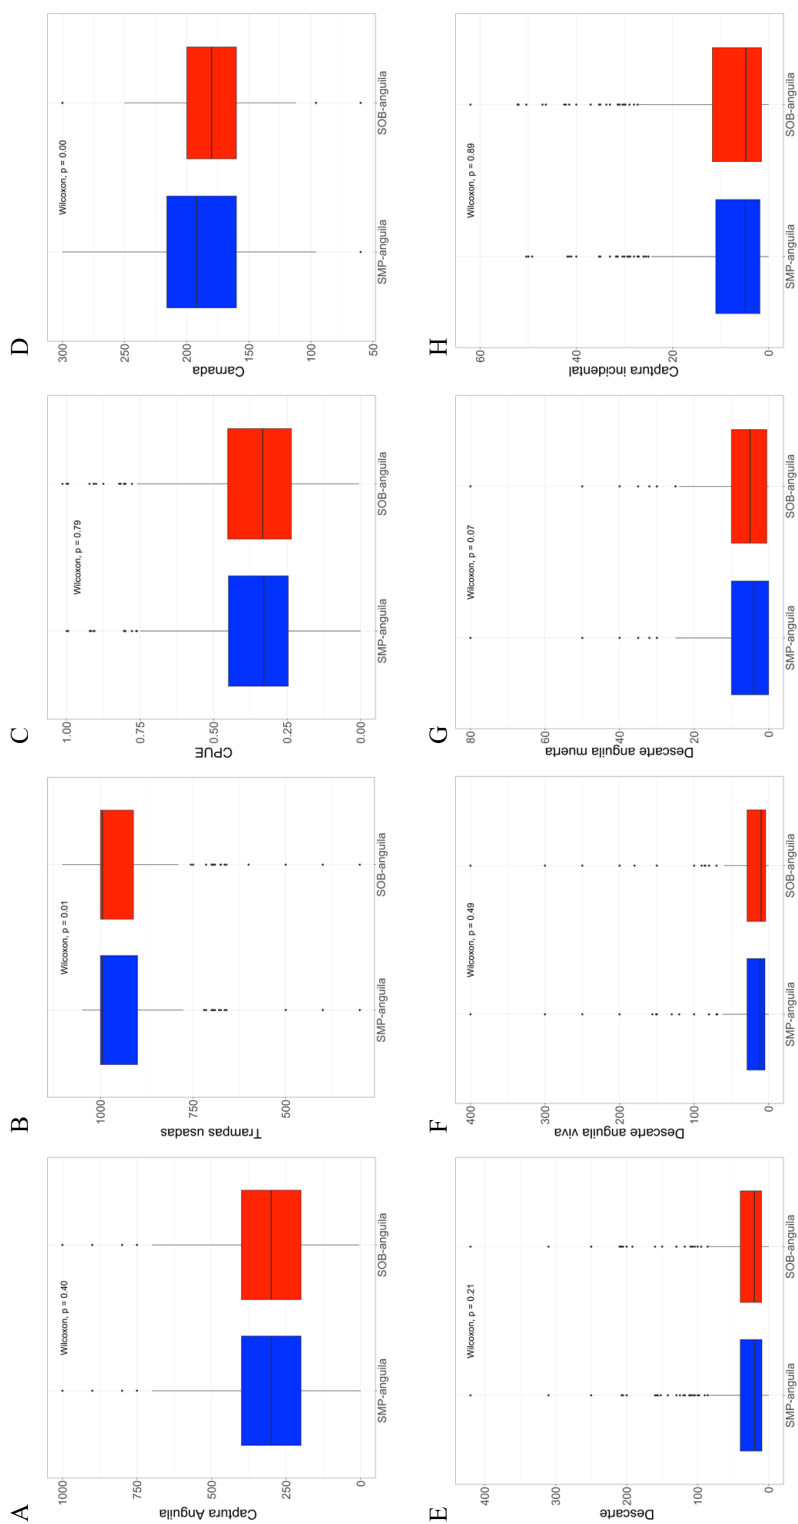 A
Captura Anguila
1000
750
500
250
0
Wilcoxon, p = 0.40
SMP-anguila
SOB-anguila
B
Trampas usadas
1000
750
500
Wilcoxon, p = 0.01
SMP-anguila
SOB-anguila
C
CPUE
1.00
0.75
0.50
0.25
0.00
Wilcoxon, p = 0.79
SMP-anguila
SOB-anguila
D
Carnada
300
250
200
150
100
50
Wilcoxon, p = 0.00
SMP-anguila
SOB-anguila
E
Descarte
400
300
200
100
0
Wilcoxon, p = 0.21
SMP-anguila
SOB-anguila
F
Descarte anguila viva
400
300
200
100
0
Wilcoxon, p = 0.49
SMP-anguila
SOB-anguila
G
Descarte anguila muerta
80
60
40
20
0
Wilcoxon, p = 0.07
SMP-anguila
SOB-anguila
H
Captura incidental
60
40
20
0
Wilcoxon, p = 0.89
SMP-anguila
SOB-anguila